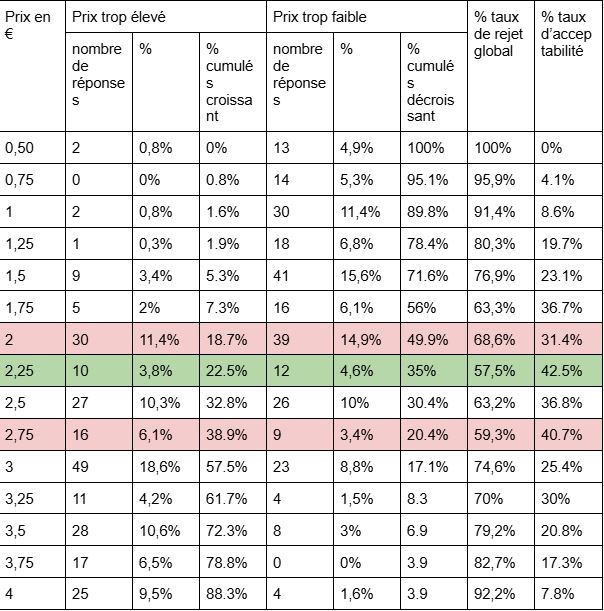 Prix en € | Prix trop élevé | Prix trop faible | % taux de rejet global | % taux d'acceptabilité
nombre de réponses | % | % cumulés croissant | nombre de réponses | % | % cumulés décroissant
0,50 | 2 | 0,8% | 0% | 13 | 4,9% | 100% | 100% | 0%
0,75 | 0 | 0% | 0.8% | 14 | 5,3% | 95.1% | 95,9% | 4.1%
1 | 2 | 0,8% | 1.6% | 30 | 11,4% | 89.8% | 91,4% | 8.6%
1,25 | 1 | 0,3% | 1.9% | 18 | 6,8% | 78.4% | 80,3% | 19.7%
1,5 | 9 | 3,4% | 5.3% | 41 | 15,6% | 71.6% | 76,9% | 23.1%
1,75 | 5 | 2% | 7.3% | 16 | 6,1% | 56% | 63,3% | 36.7%
2 | 30 | 11,4% | 18.7% | 39 | 14,9% | 49.9% | 68,6% | 31.4%
2,25 | 10 | 3,8% | 22.5% | 12 | 4,6% | 35% | 57,5% | 42.5%
2,5 | 27 | 10,3% | 32.8% | 26 | 10% | 30.4% | 63,2% | 36.8%
2,75 | 16 | 6,1% | 38.9% | 9 | 3,4% | 20.4% | 59,3% | 40.7%
3 | 49 | 18,6% | 57.5% | 23 | 8,8% | 17.1% | 74,6% | 25.4%
3,25 | 11 | 4,2% | 61.7% | 4 | 1,5% | 8.3 | 70% | 30%
3,5 | 28 | 10,6% | 72.3% | 8 | 3% | 6.9 | 79,2% | 20.8%
3,75 | 17 | 6,5% | 78.8% | 0 | 0% | 3.9 | 82,7% | 17.3%
4 | 25 | 9,5% | 88.3% | 4 | 1,6% | 3.9 | 92,2% | 7.8%